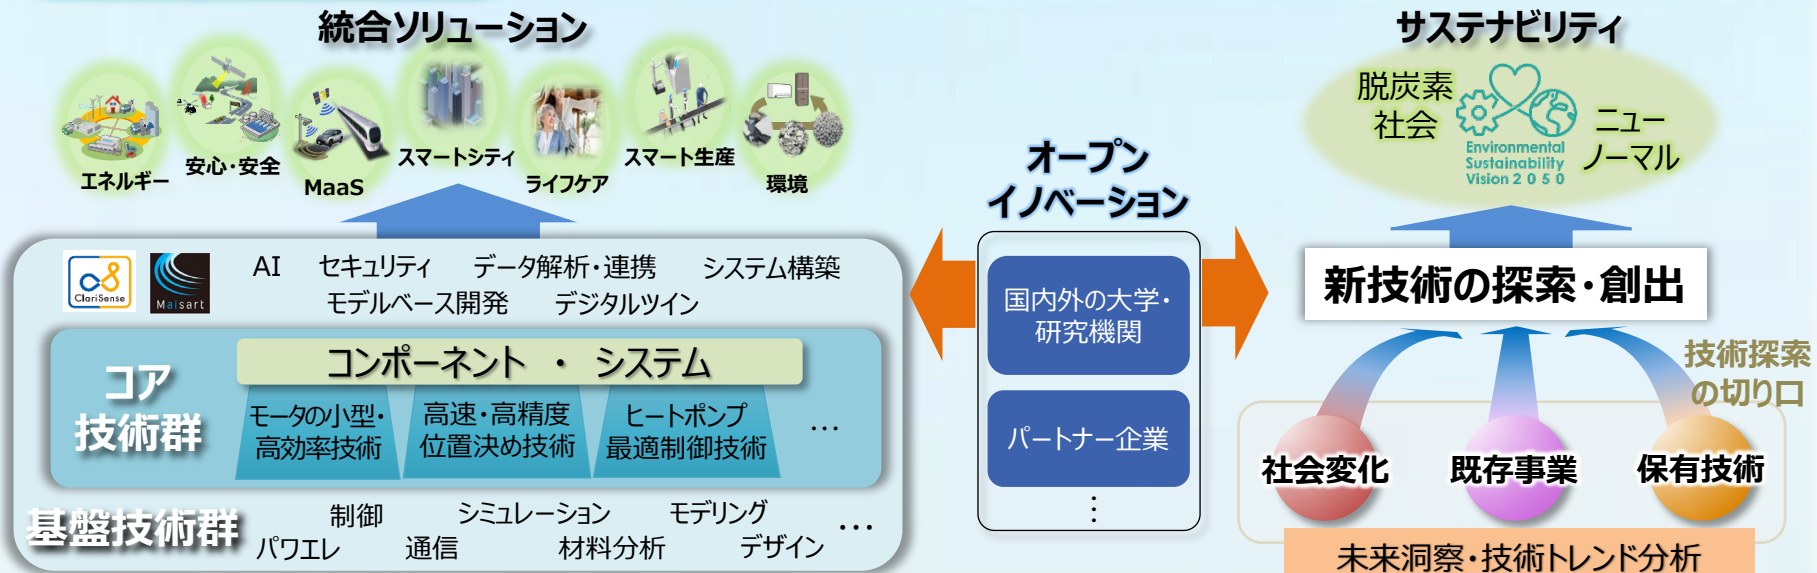 統合ソリューション
エネルギー
安心・安全
MaaS
スマートシティ
ライフケア
スマート生産
環境
ClariSense
Maisart
AI セキュリティ データ解析・連携 システム構築
モデルベース開発 デジタルツイン
コア
技術群
コンポーネント ・ システム
モータの小型・
高効率技術
高速・高精度
位置決め技術
ヒートポンプ
最適制御技術
…
基盤技術群
制御 シミュレーション モデリング …
パワエレ 通信 材料分析 デザイン
オープン
イノベーション
国内外の大学・
研究機関
パートナー企業
⋮
サステナビリティ
脱炭素
社会
Environmental
Sustainability
Vision 2 0 5 0
ニュー
ノーマル
新技術の探索・創出
技術探索
の切り口
社会変化
既存事業
保有技術
未来洞察・技術トレンド分析